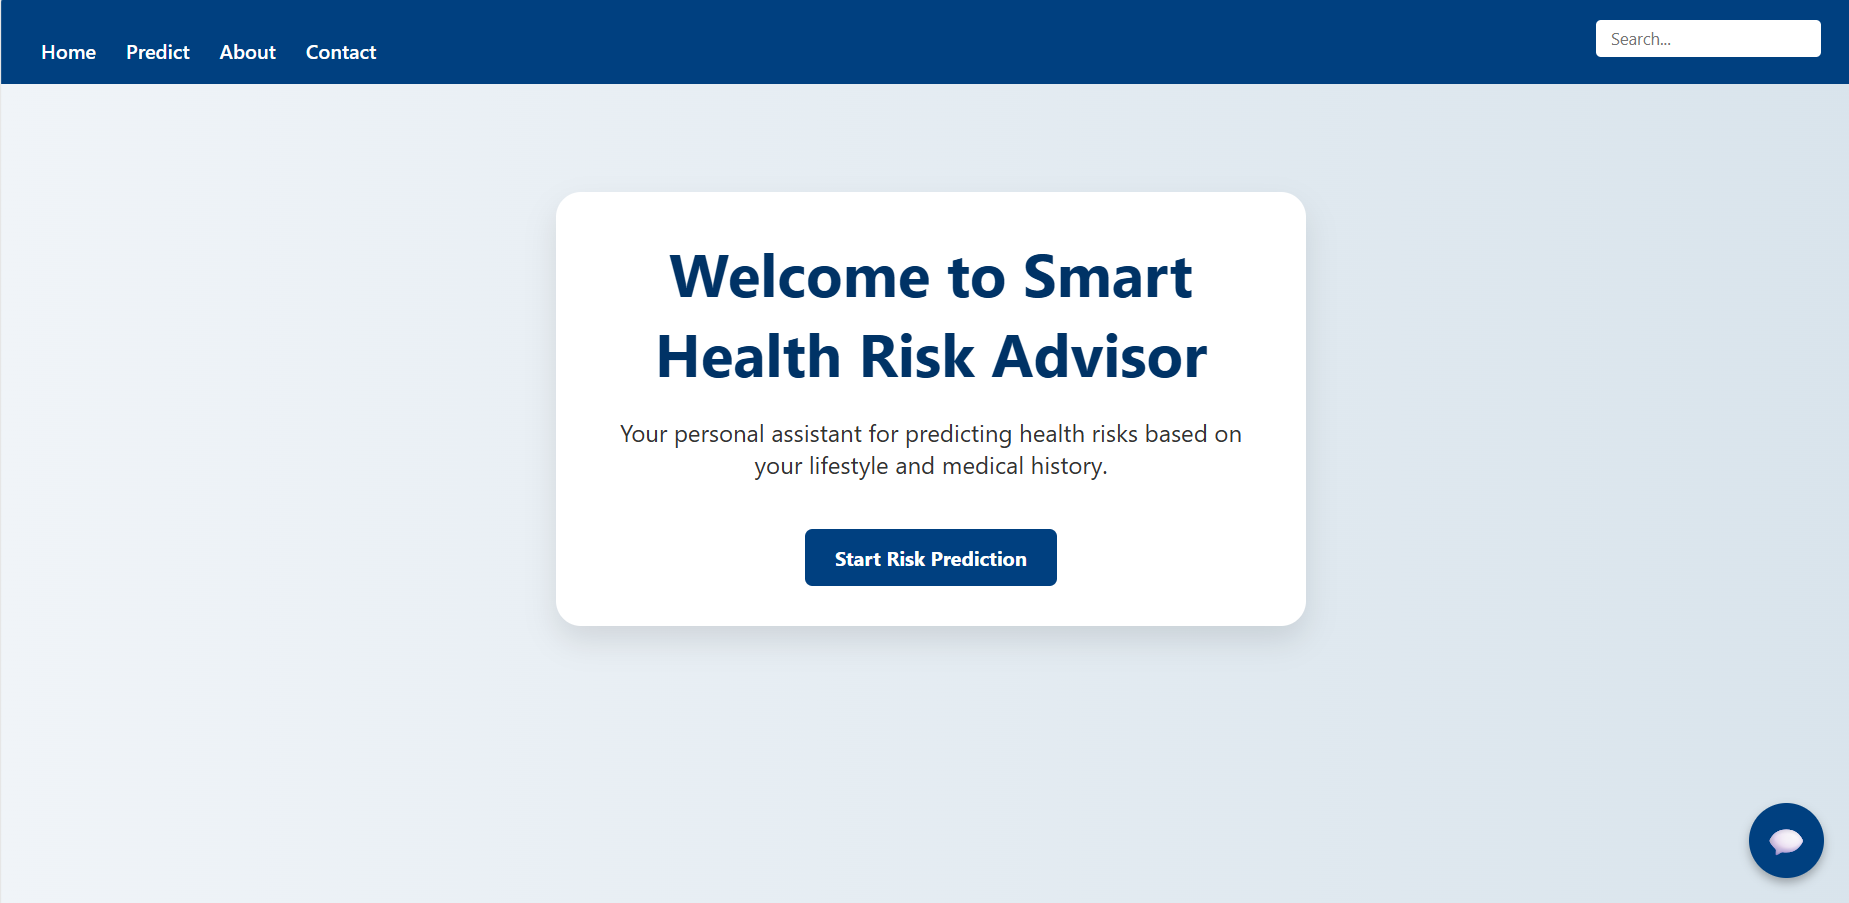 Home Predict About Contact
Search...
Welcome to Smart
Health Risk Advisor
Your personal assistant for predicting health risks based on
your lifestyle and medical history.
Start Risk Prediction